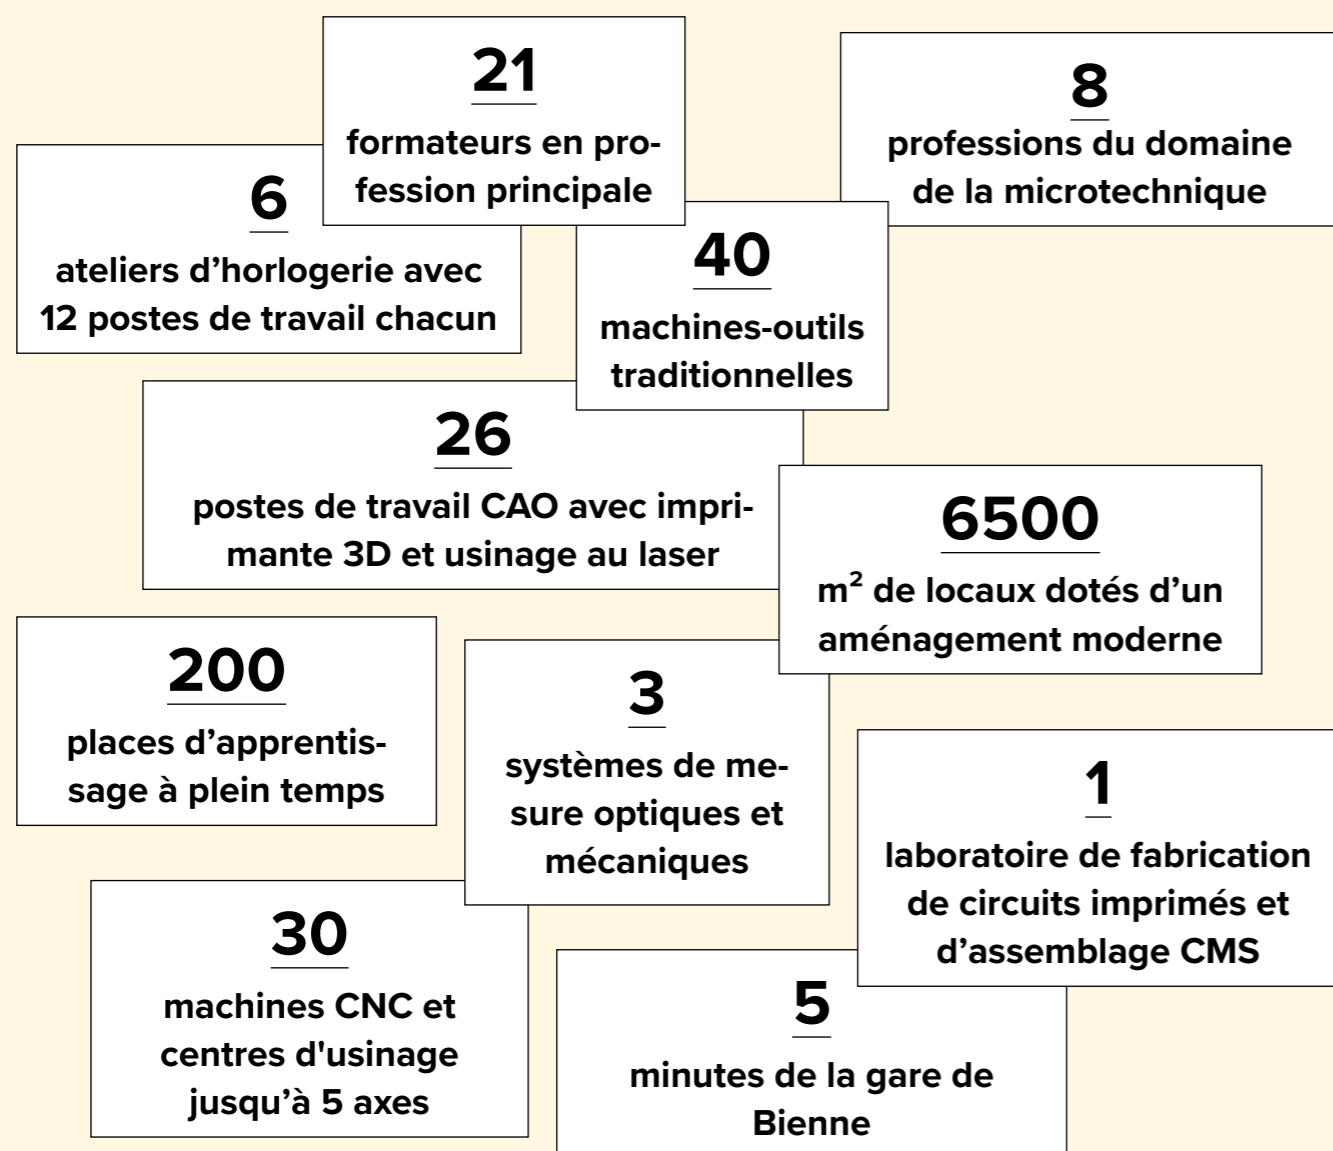 21
formateurs en pro-
fession principale
8
professions du domaine
de la microtechnique
6
ateliers d’horlogerie avec
12 postes de travail chacun
40
machines-outils
traditionnelles
26
postes de travail CAO avec impri-
mante 3D et usinage au laser
6500
m² de locaux dotés d’un
aménagement moderne
200
places d’apprentis-
sage à plein temps
3
systèmes de me-
sure optiques et
mécaniques
1
laboratoire de fabrication
de circuits imprimés et
d’assemblage CMS
30
machines CNC et
centres d'usinage
jusqu’à 5 axes
5
minutes de la gare de
Bienne